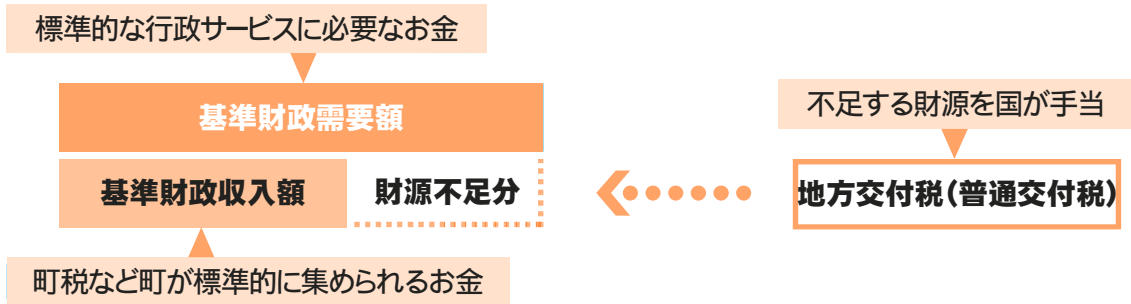 標準的な行政サービスに必要なお金
基準財政需要額
不足する財源を国が手当
基準財政収入額
財源不足分
地方交付税(普通交付税)
町税など町が標準的に集められるお金